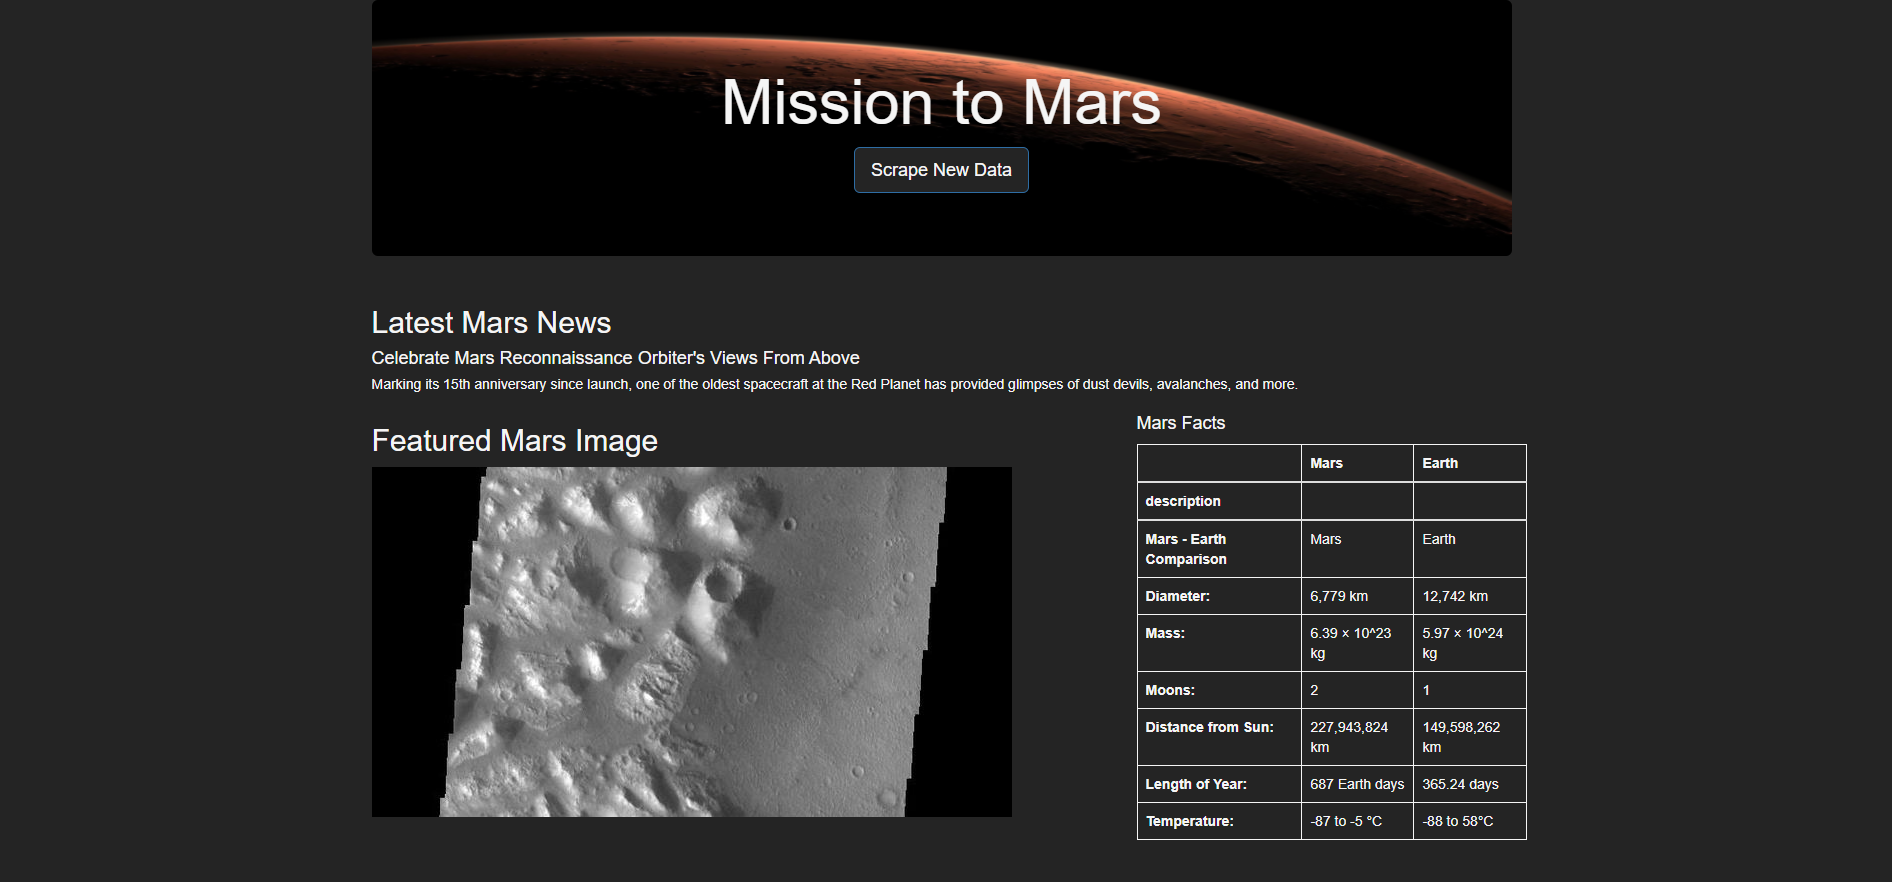 Mission to Mars
Scrape New Data
Latest Mars News
Celebrate Mars Reconnaissance Orbiter's Views From Above
Marking its 15th anniversary since launch, one of the oldest spacecraft at the Red Planet has provided glimpses of dust devils, avalanches, and more.
Featured Mars Image
Mars Facts
Mars Earth
description
Mars - Earth Comparison Mars Earth
Diameter: 6,779 km 12,742 km
Mass: 6.39 × 10^23 kg 5.97 × 10^24 kg
Moons: 2 1
Distance from Sun: 227,943,824 km 149,598,262 km
Length of Year: 687 Earth days 365.24 days
Temperature: -87 to -5 °C -88 to 58°C